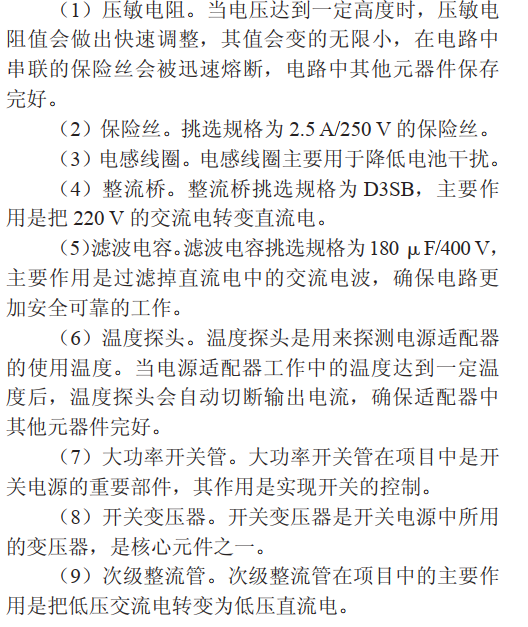 （1）压敏电阻。当电压达到一定高度时，压敏电
阻值会做出快速调整，其值会变的无限小，在电路中
串联的保险丝会被迅速熔断，电路中其他元器件保存
完好。
（2）保险丝。挑选规格为 2.5 A/250 V 的保险丝。
（3）电感线圈。电感线圈主要用于降低电池干扰。
（4）整流桥。整流桥挑选规格为 D3SB，主要作
用是把 220 V 的交流电转变直流电。
（5）滤波电容。滤波电容挑选规格为 180 μF/400 V，
主要作用是过滤掉直流电中的交流电波，确保电路更
加安全可靠的工作。
（6）温度探头。温度探头是用来探测电源适配器
的使用温度。当电源适配器工作中的温度达到一定温
度后，温度探头会自动切断输出电流，确保适配器中
其他元器件完好。
（7）大功率开关管。大功率开关管在项目中是开
关电源的重要部件，其作用是实现开关的控制。
（8）开关变压器。开关变压器是开关电源中所用
的变压器，是核心元件之一。
（9）次级整流管。次级整流管在项目中的主要作
用是把低压交流电转变为低压直流电。